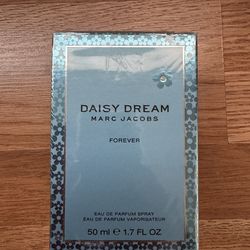 DAISY DREAM
MARC JACOBS
FOREVER
EAU DE PARFUM SPRAY
EAU DE PARFUM VAPORISATEUR
50 ml ℮ 1.7 FL OZ